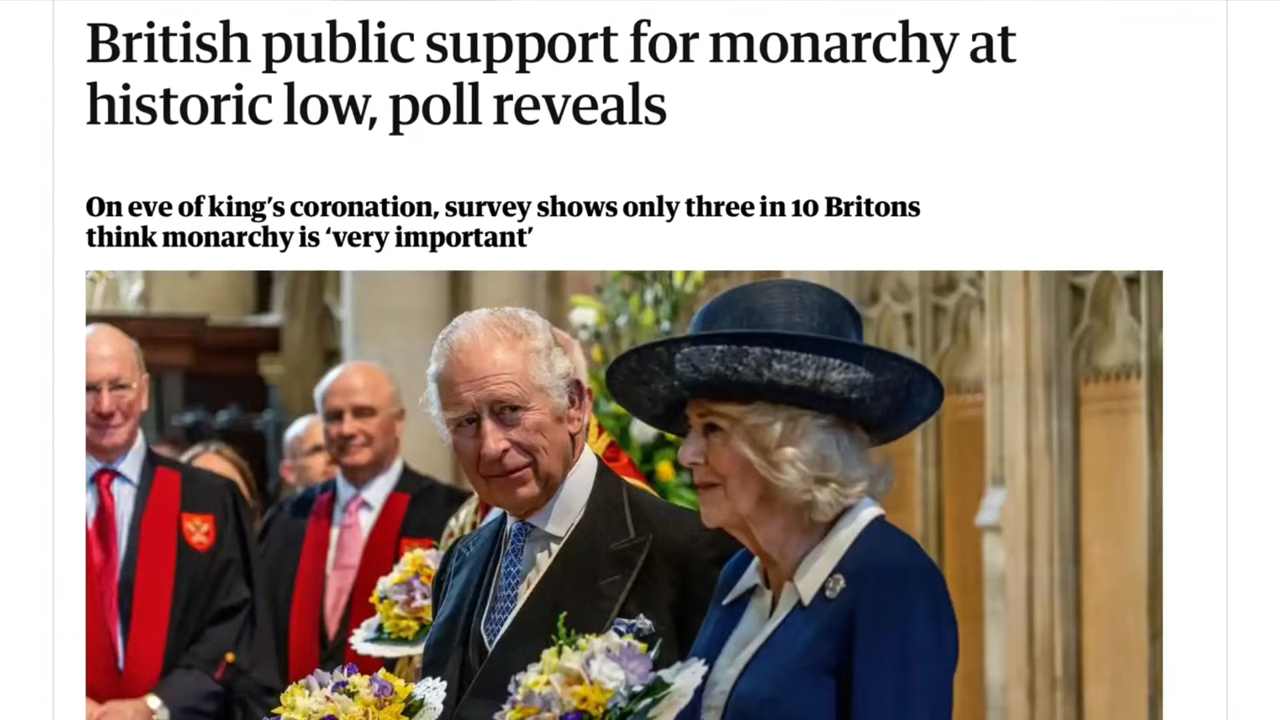 British public support for monarchy at
historic low, poll reveals
On eve of king’s coronation, survey shows only three in 10 Britons
think monarchy is ‘very important’